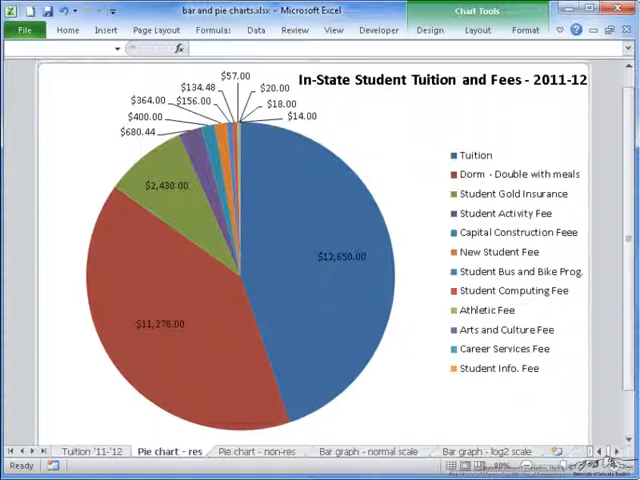 bar and pie charts.xlsx - Microsoft Excel
Chart Tools
File Home Insert Page Layout Formulas Data Review View Developer Design Layout Format
In-State Student Tuition and Fees - 2011-12
$57.00
$134.48 $20.00
$364.00 $156.00 $18.00
$400.00 $14.00
$680.44
$2,430.00
$12,650.00
$11,278.00
Tuition
Dorm - Double with meals
Student Gold Insurance
Student Activity Fee
Capital Construction Feee
New Student Fee
Student Bus and Bike Prog.
Student Computing Fee
Athletic Fee
Arts and Culture Fee
Career Services Fee
Student Info. Fee
Tuition '11-'12 Pie chart - res Pie chart - non-res Bar graph - normal scale Bar graph - log2 scale
Ready 80%